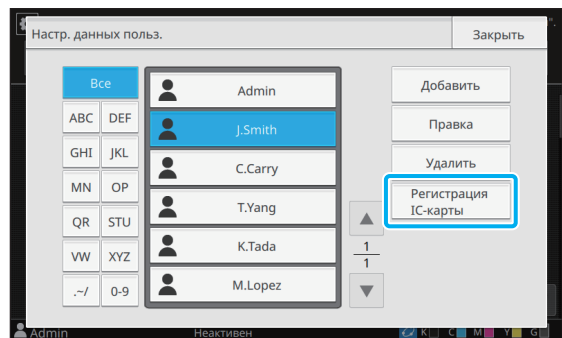 Настр. данных польз.
Закрыть
Все
ABC DEF
GHI JKL
MN OP
QR STU
VW XYZ
.~/ 0-9
Admin
J.Smith
C.Carry
T.Yang
K.Tada
M.Lopez
1
1
Добавить
Правка
Удалить
Регистрация
IC-карты
Admin
Неактивен
K C M Y G